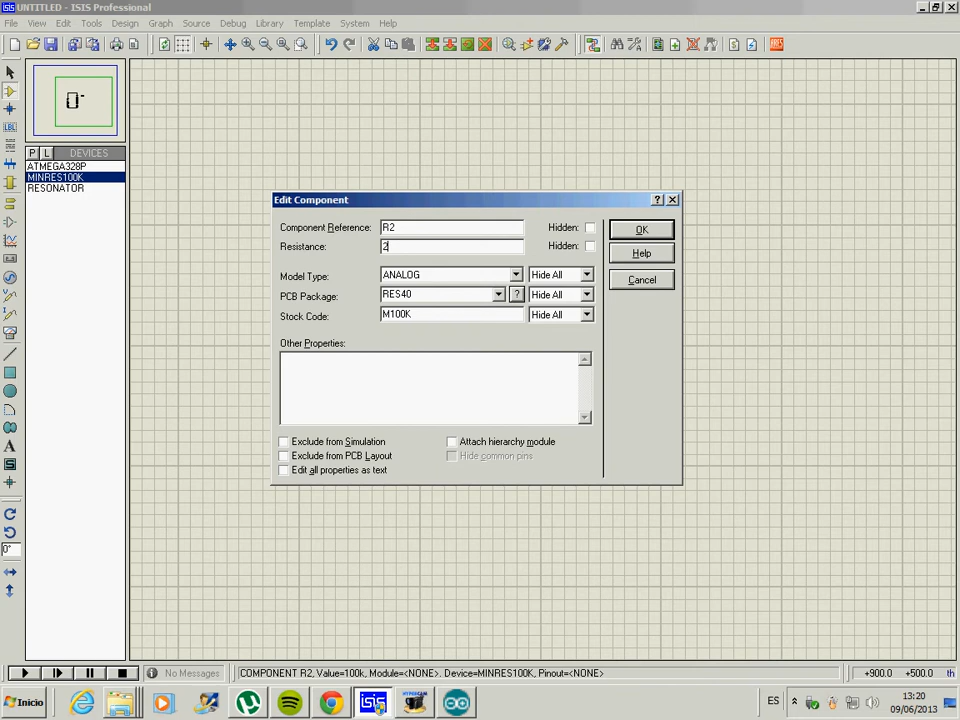 UNTITLED - ISIS Professional
File View Edit Tools Design Graph Source Debug Library Template System Help
ARES
LBL
P L DEVICES
ATMEGA328P
MINRES100K
RESONATOR
A
0°
Edit Component
? X
Component Reference: R2 Hidden:
OK
Resistance: 2 Hidden:
Help
Model Type: ANALOG Hide All
Cancel
PCB Package: RES40 ? Hide All
Stock Code: M100K Hide All
Other Properties:
Exclude from Simulation Attach hierarchy module
Exclude from PCB Layout Hide common pins
Edit all properties as text
No Messages COMPONENT R2, Value=100k, Module=<NONE>. Device=MINRES100K, Pinout=<NONE> +900.0 +500.0 th
Inicio ES 13:20
09/06/2013